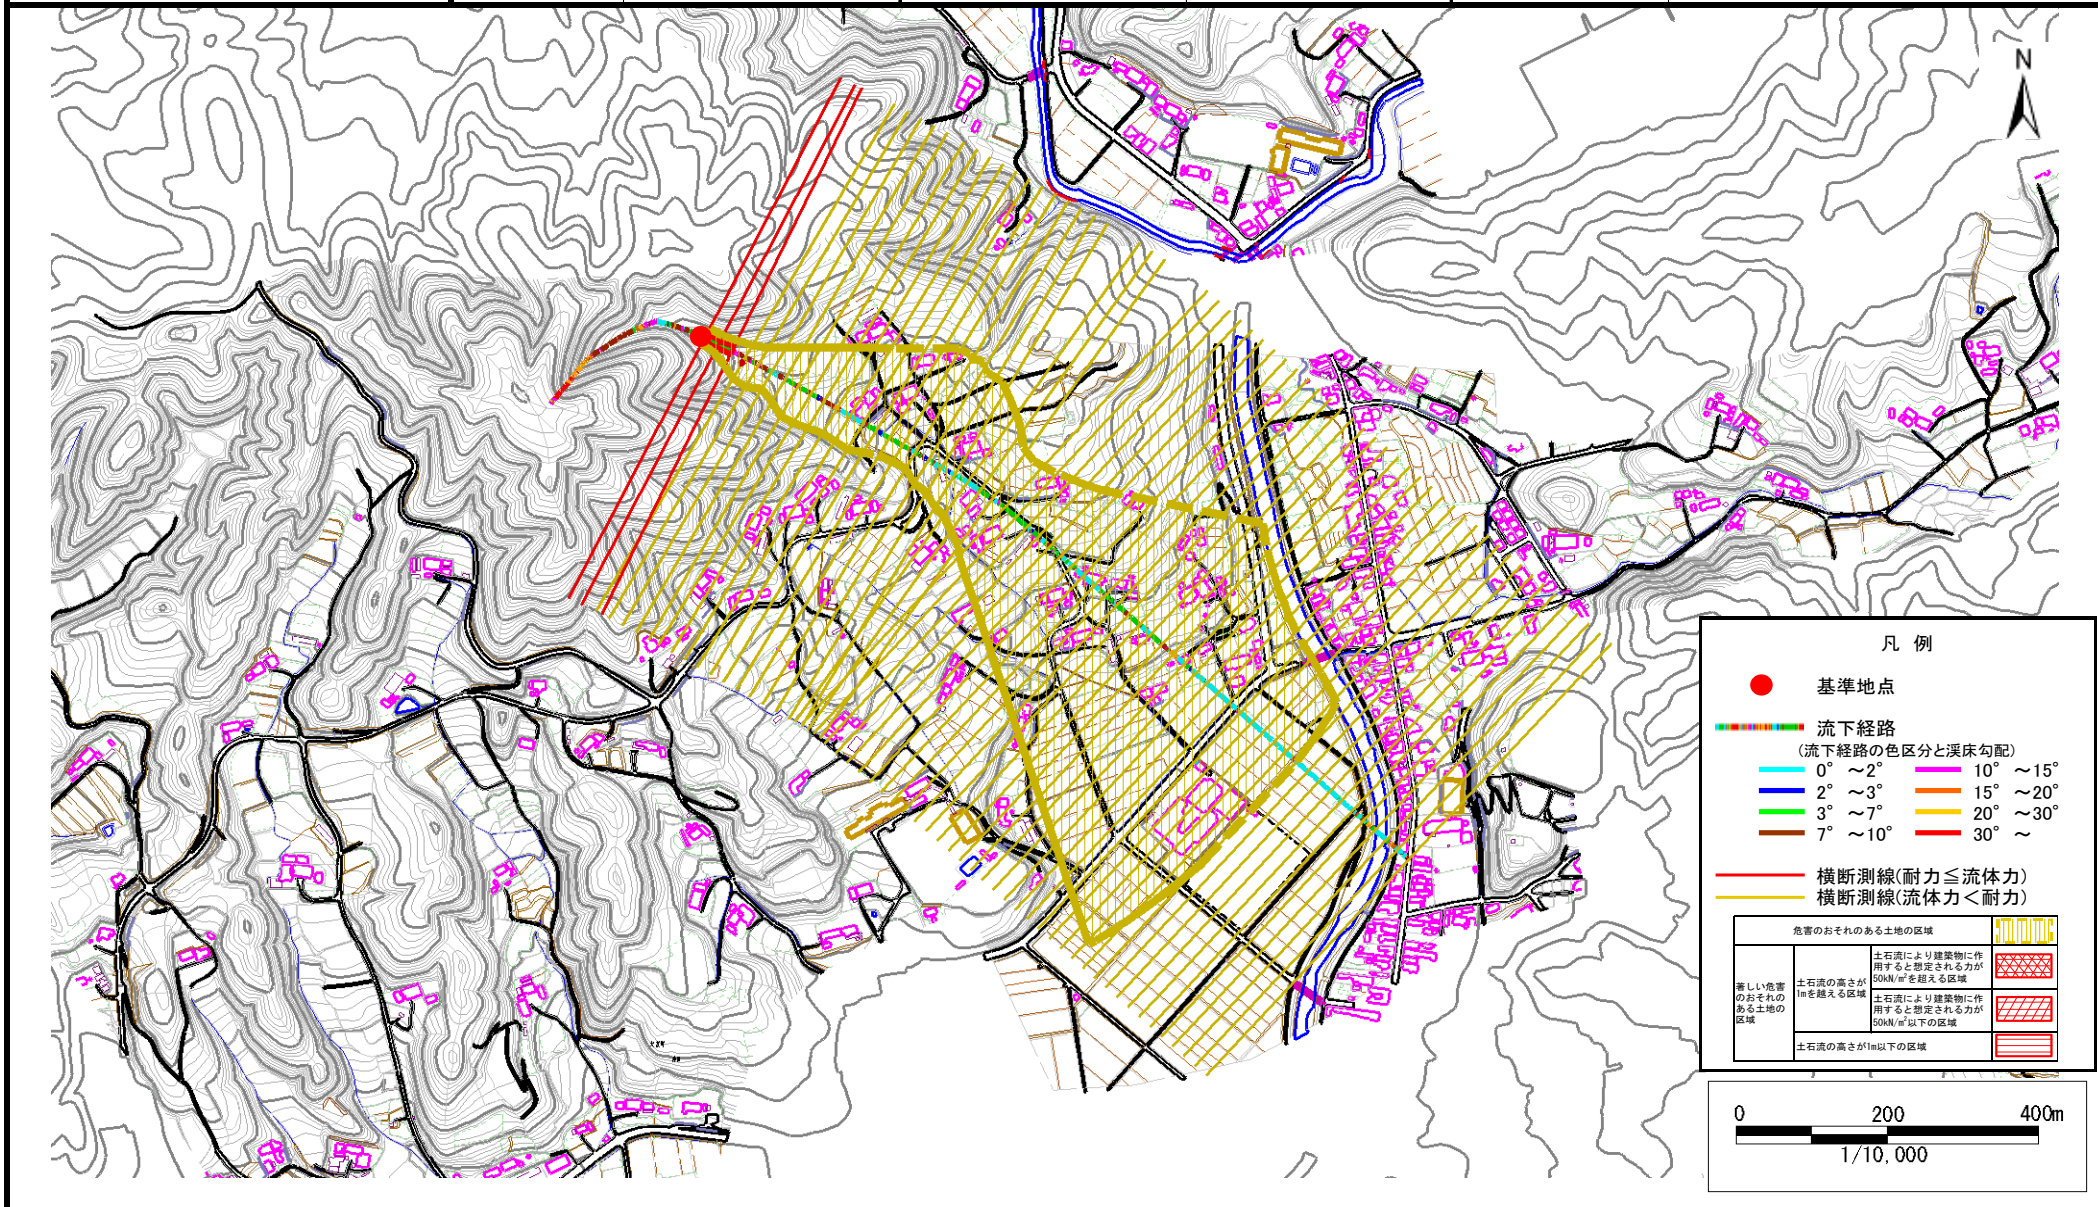 N
凡 例
基準地点
流下経路
(流下経路の色区分と渓床勾配)
0° ～2° 10° ～15°
2° ～3° 15° ～20°
3° ～7° 20° ～30°
7° ～10° 30° ～
横断測線(耐力≦流体力)
横断測線(流体力＜耐力)
危害のおそれのある土地の区域
著しい危害
のおそれの
ある土地の
区域
土石流の高さが
1mを越える区域
土石流により建築物に作
用すると想定される力が
50kN/㎡を超える区域
土石流により建築物に作
用すると想定される力が
50kN/㎡以下の区域
土石流の高さが1m以下の区域
0 200 400m
1/10,000